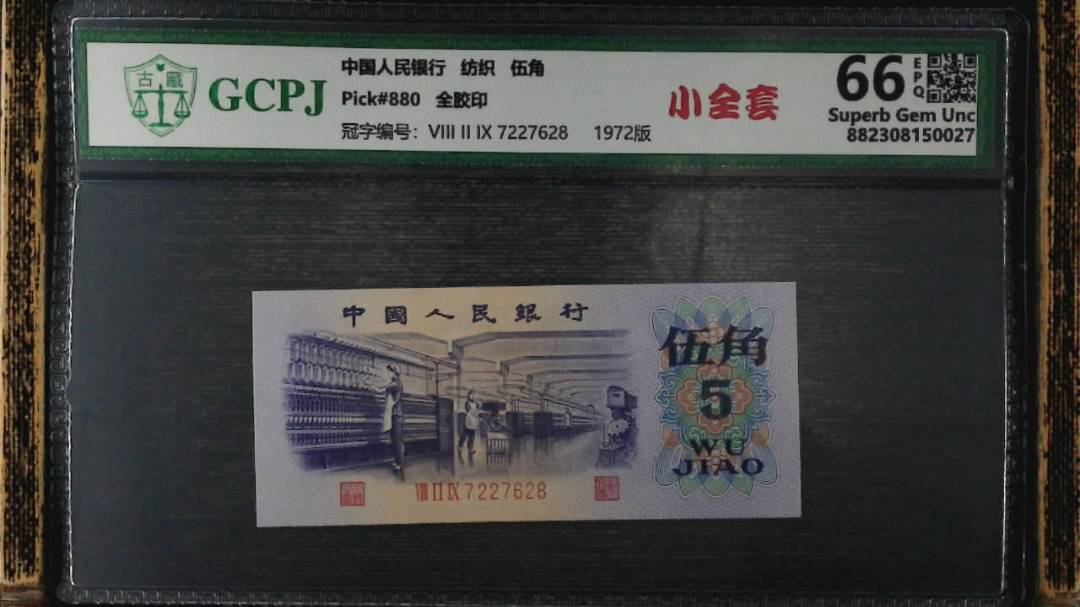 古 藏
GCPJ
中国人民银行 纺织 伍角
Pick#880 全胶印
冠字编号: VIII II IX 7227628 1972版
小全套
66
EPQ
Superb Gem Unc
882308150027
中國人民銀行
伍角
5
WU
JIAO
VIII II IX 7227628